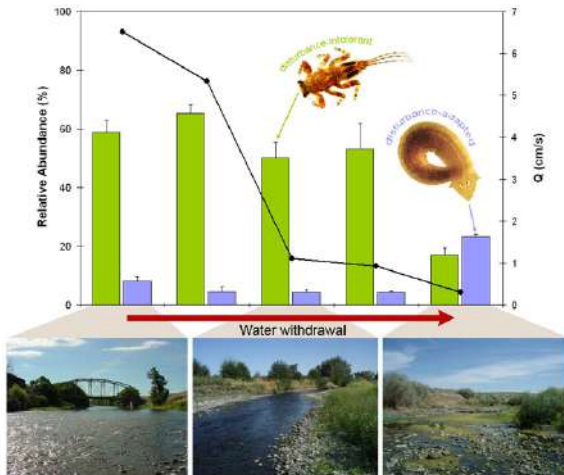 100
80
60
40
20
0
Relative Abundance (%)
7
6
5
4
3
2
1
0
Q (cm/s)
disturbance-intolerant
disturbance-adapted
Water withdrawal